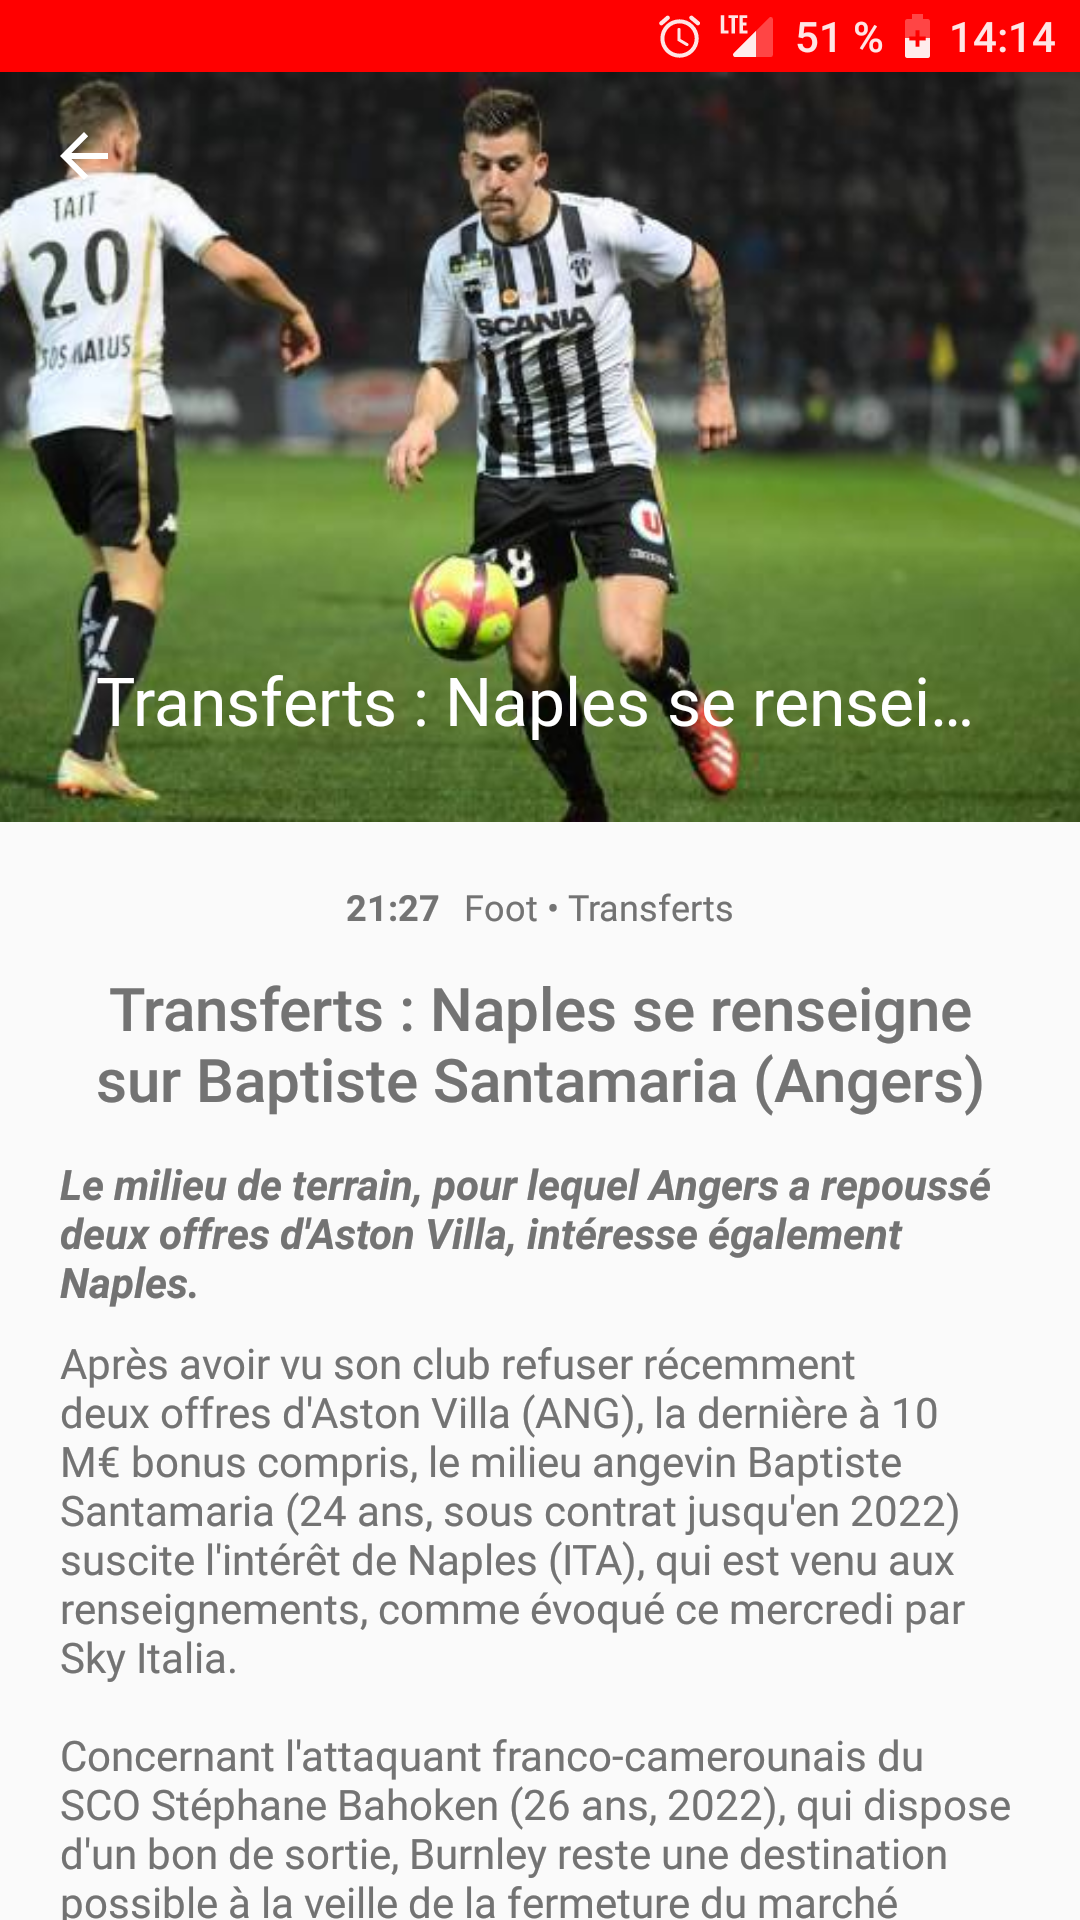 LTE 51 % 14:14
TAIT
20
SOS MALUS
SCANIA
U
18
Transferts : Naples se rensei...
21:27 Foot • Transferts
Transferts : Naples se renseigne
sur Baptiste Santamaria (Angers)
Le milieu de terrain, pour lequel Angers a repoussé
deux offres d'Aston Villa, intéresse également
Naples.
Après avoir vu son club refuser récemment
deux offres d'Aston Villa (ANG), la dernière à 10
M€ bonus compris, le milieu angevin Baptiste
Santamaria (24 ans, sous contrat jusqu'en 2022)
suscite l'intérêt de Naples (ITA), qui est venu aux
renseignements, comme évoqué ce mercredi par
Sky Italia.
Concernant l'attaquant franco-camerounais du
SCO Stéphane Bahoken (26 ans, 2022), qui dispose
d'un bon de sortie, Burnley reste une destination
possible à la veille de la fermeture du marché